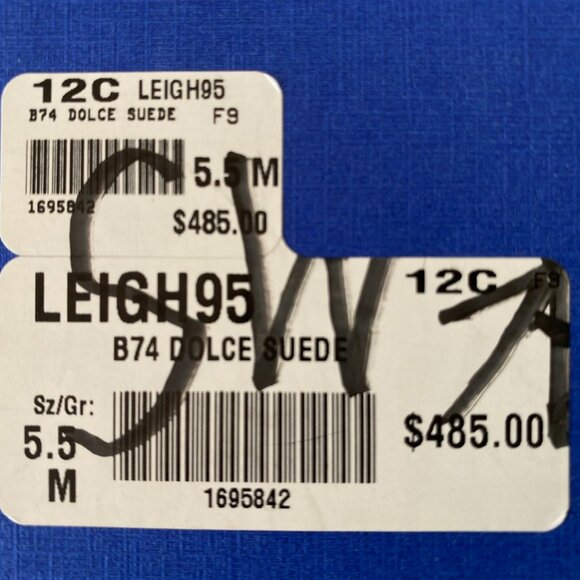 12C LEIGH95
B74 DOLCE SUEDE F9
5.5 M
1695842
$485.00
SW
LEIGH95 12C F9
B74 DOLCE SUEDE
Sz/Gr:
5.5
M
$485.00
1695842